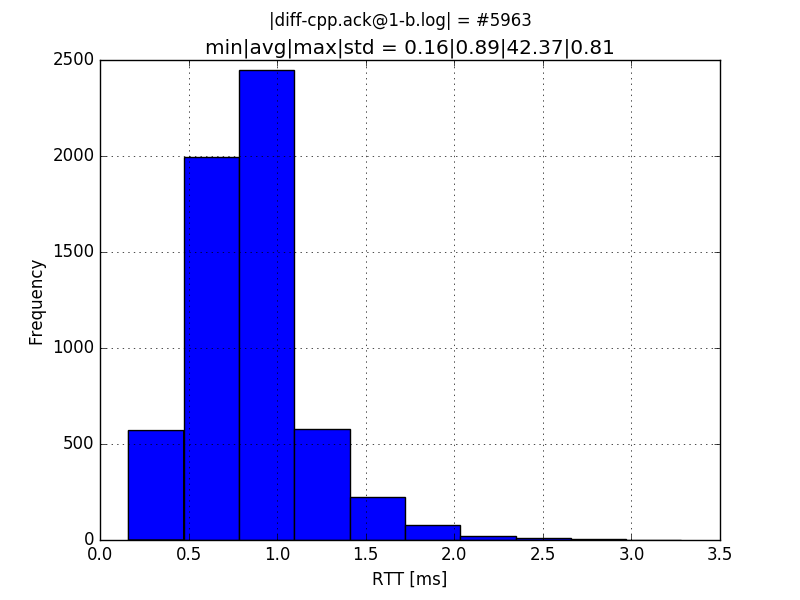 |diff-cpp.ack@1-b.log| = #5963
min|avg|max|std = 0.16|0.89|42.37|0.81
2500
2000
1500
1000
500
0
Frequency
0.0 0.5 1.0 1.5 2.0 2.5 3.0 3.5
RTT [ms]